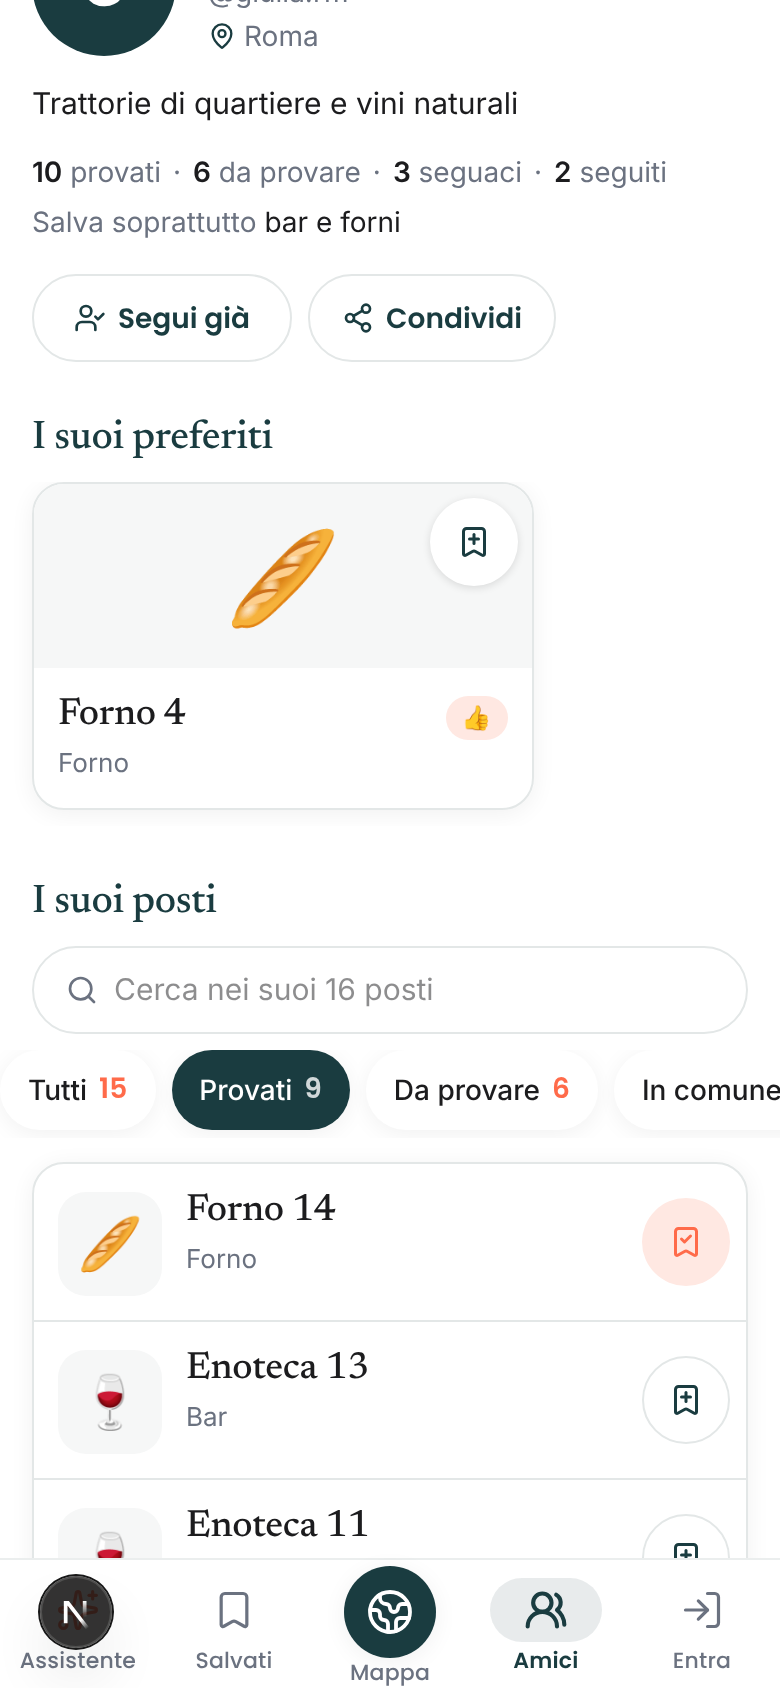 Roma
Trattorie di quartiere e vini naturali
10 provati · 6 da provare · 3 seguaci · 2 seguiti
Salva soprattutto bar e forni
Segui già
Condividi
I suoi preferiti
Forno 4
Forno
I suoi posti
Cerca nei suoi 16 posti
Tutti 15
Provati 9
Da provare 6
In comune
Forno 14
Forno
Enoteca 13
Bar
Enoteca 11
N
Assistente
Salvati
Mappa
Amici
Entra